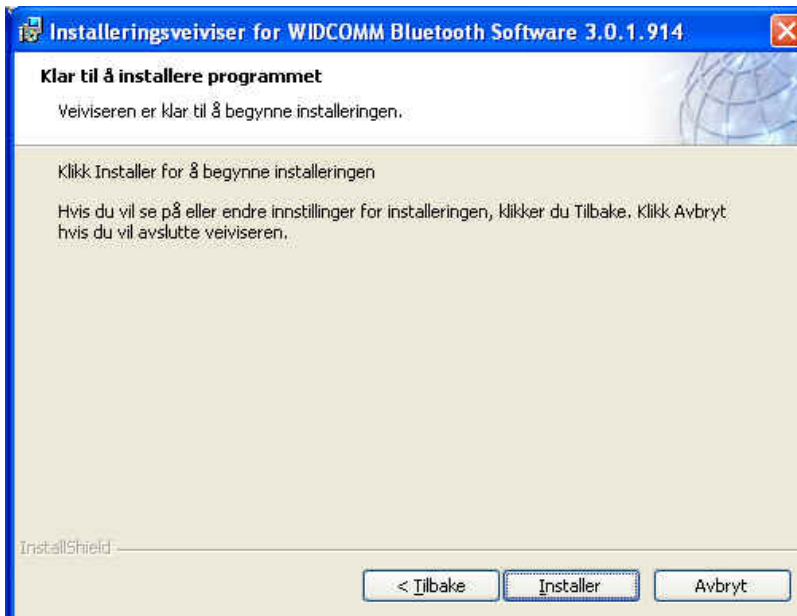 Installeringsveiviser for WIDCOMM Bluetooth Software 3.0.1.914
Klar til å installere programmet
Veiviseren er klar til å begynne installeringen.
Klikk Installer for å begynne installeringen
Hvis du vil se på eller endre innstillinger for installeringen, klikker du Tilbake. Klikk Avbryt
hvis du vil avslutte veiviseren.
InstallShield
< Tilbake Installer Avbryt